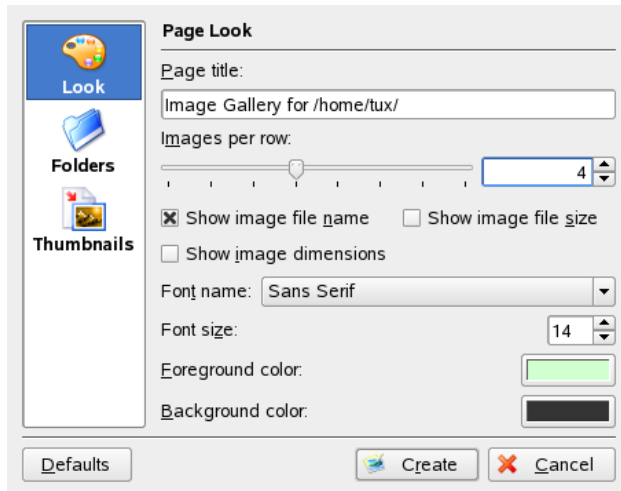 Look
Folders
Thumbnails
Page Look
Page title:
Image Gallery for /home/tux/
Images per row:
4
Show image file name
Show image file size
Show image dimensions
Font name: Sans Serif
Font size: 14
Foreground color:
Background color:
Defaults
Create
Cancel